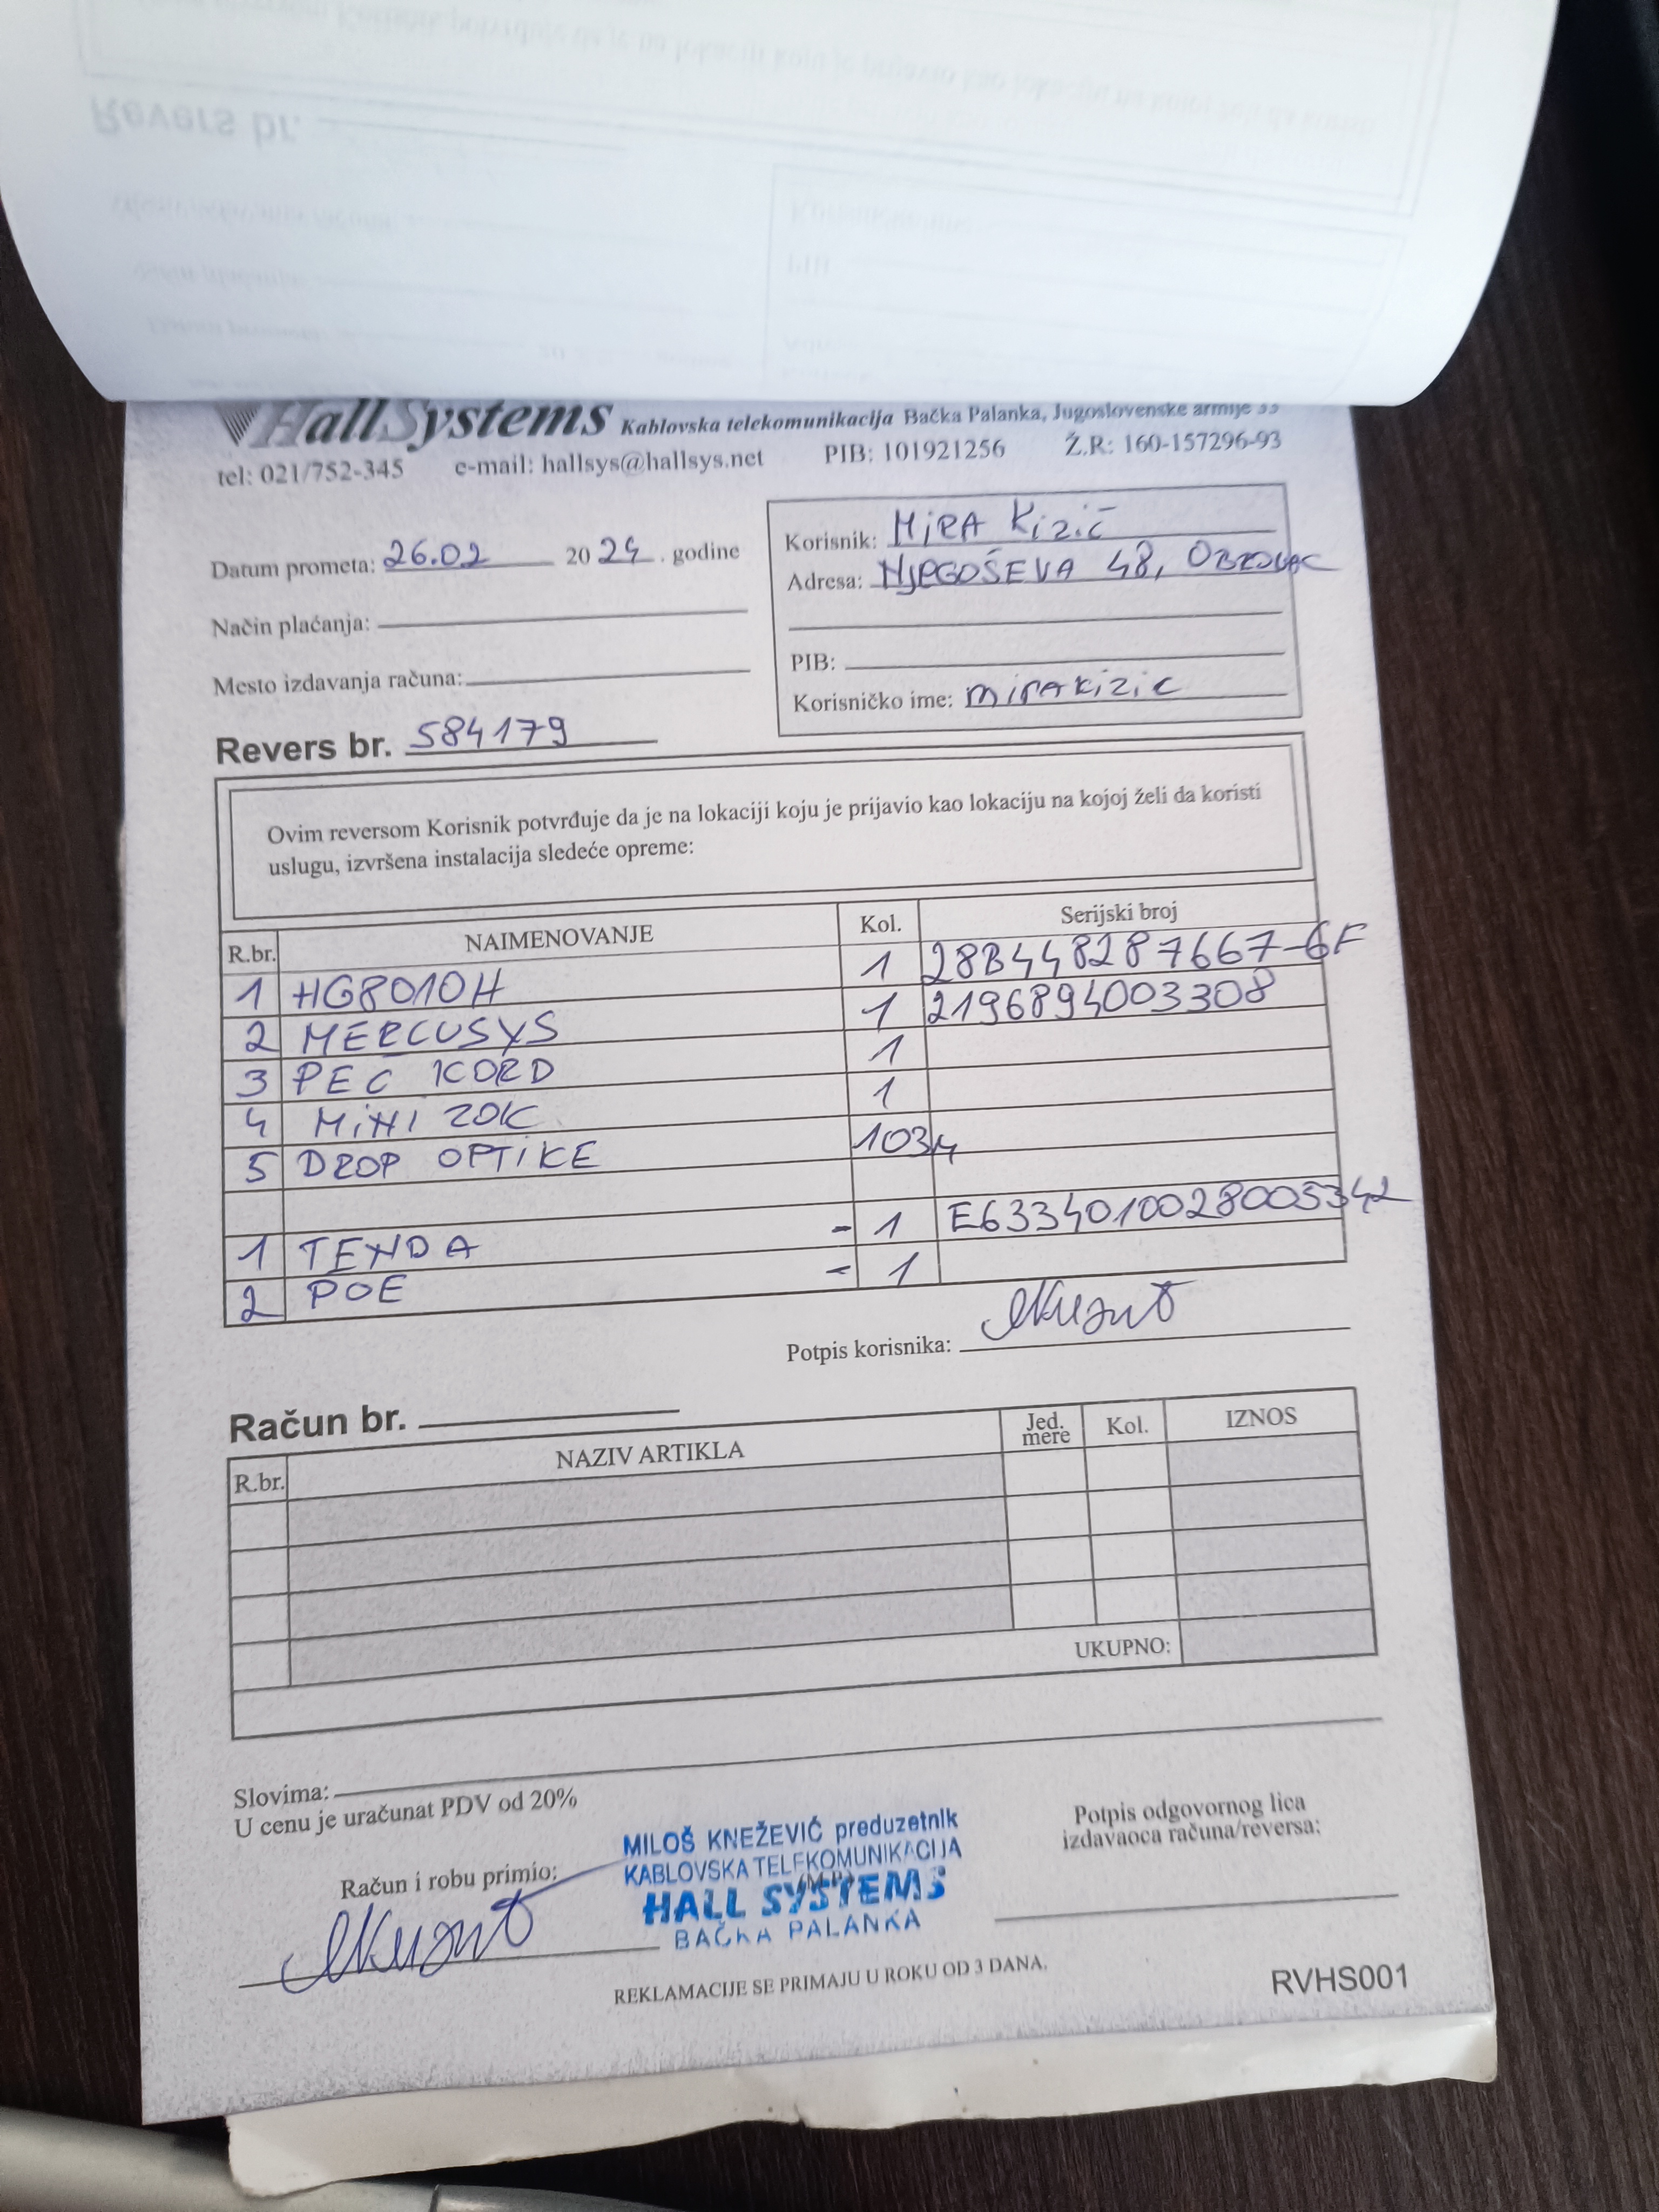 HallSystems Kablovska telekomunikacija Bačka Palanka, Jugoslovenske armije 33
tel: 021/752-345 e-mail: hallsys@hallsys.net PIB: 101921256 Ž.R: 160-157296-93
Datum prometa: 26.02 2024. godine
Način plaćanja:
Mesto izdavanja računa:
Korisnik: MiRA Kizić
Adresa: NjEGOŠEVA 48, OBROVAC
PIB:
Korisničko ime: mirakizic
Revers br. 584179
Ovim reversom Korisnik potvrđuje da je na lokaciji koju je prijavio kao lokaciju na kojoj želi da koristi
uslugu, izvršena instalacija sledeće opreme:
R.br. NAIMENOVANJE Kol. Serijski broj
1 HG8010H 1 28B448287667-6F
2 MERCUSYS 1 2196894003308
3 PEČ KORD 1
4 MiNi ZOK 1
5 DROP OPTiKE 103M
1 TENDA - 1 E6334010028005342
2 POE - 1
Potpis korisnika:
Račun br.
R.br. NAZIV ARTIKLA Jed. mere Kol. IZNOS
UKUPNO:
Slovima:
U cenu je uračunat PDV od 20%
Račun i robu primio:
MILOŠ KNEŽEVIĆ preduzetnik
KABLOVSKA TELEKOMUNIKACIJA
(M.P.)
HALL SYSTEMS
BAČKA PALANKA
Potpis odgovornog lica
izdavaoca računa/reversa:
REKLAMACIJE SE PRIMAJU U ROKU OD 3 DANA.
RVHS001